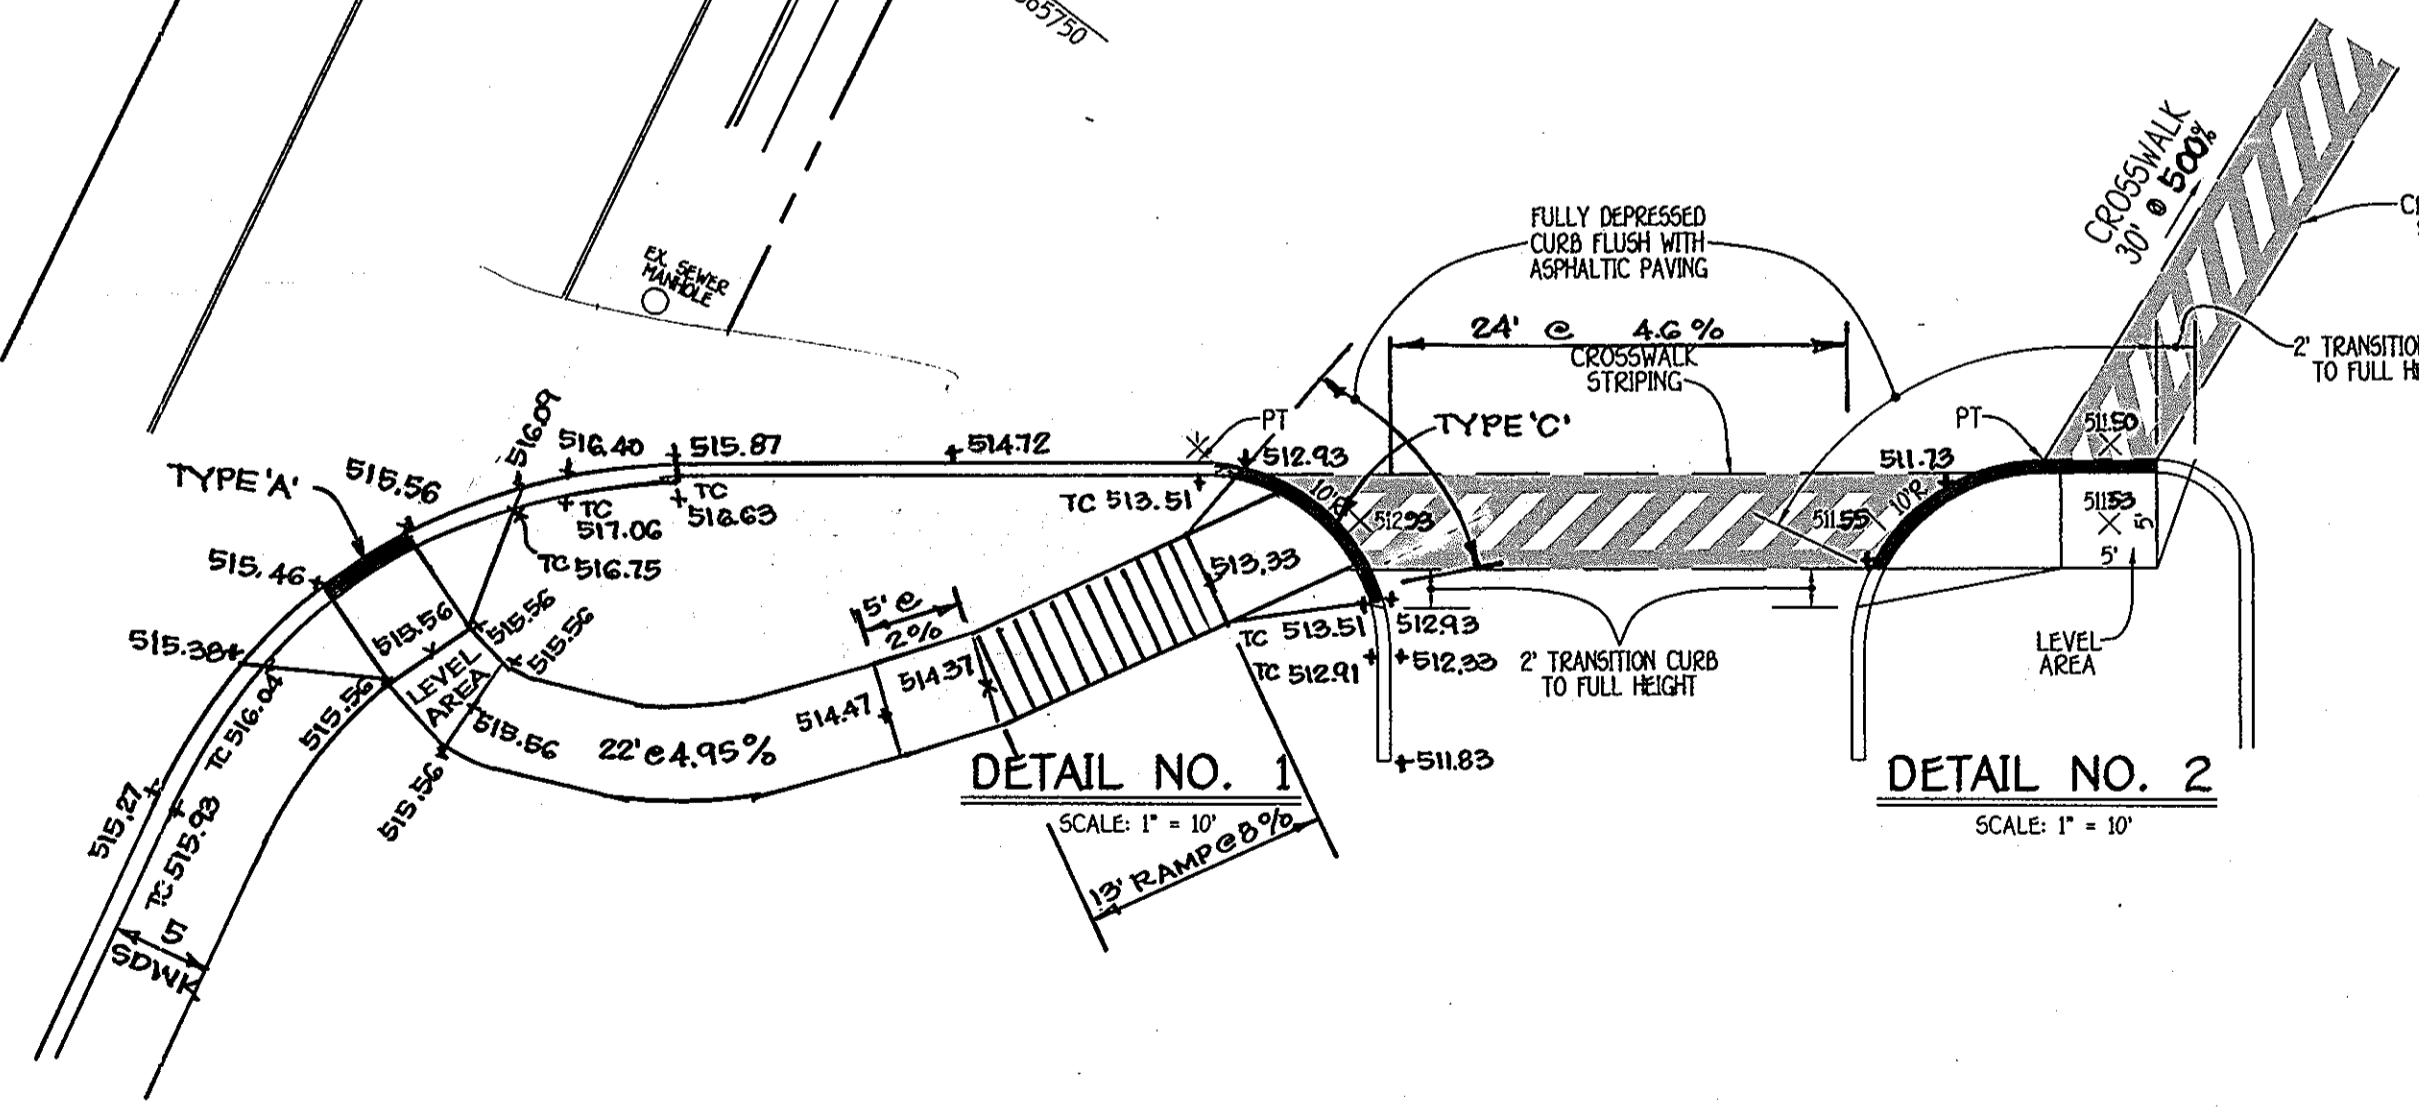 65750
EX. SEWER
MANHOLE
CROSSWALK
30' @ 500%
FULLY DEPRESSED
CURB FLUSH WITH
ASPHALTIC PAVING
24' @ 4.6 %
CROSSWALK
STRIPING
2' TRANSITION
TO FULL HE
TYPE 'A'
515.56
516.09
516.40
515.87
514.72
PT
512.93
TYPE 'C'
PT
511.50
511.73
TC
517.06
TC
516.63
TC 513.51
10'R
512.93
511.55
10'R
511.53
5'
5'
515.46
TC 516.75
513.33
515.38
515.56
515.56
515.56
5' @
2%
TC 513.51
512.93
TC 512.91
512.33
2' TRANSITION CURB
TO FULL HEIGHT
LEVEL
AREA
LEVEL
AREA
TC 516.04
515.56
515.56
515.56
22' @ 4.95%
514.47
514.37
511.83
DETAIL NO. 1
SCALE: 1" = 10'
DETAIL NO. 2
SCALE: 1" = 10'
13' RAMP @ 8%
515.27
TC 515.93
5
SDWK